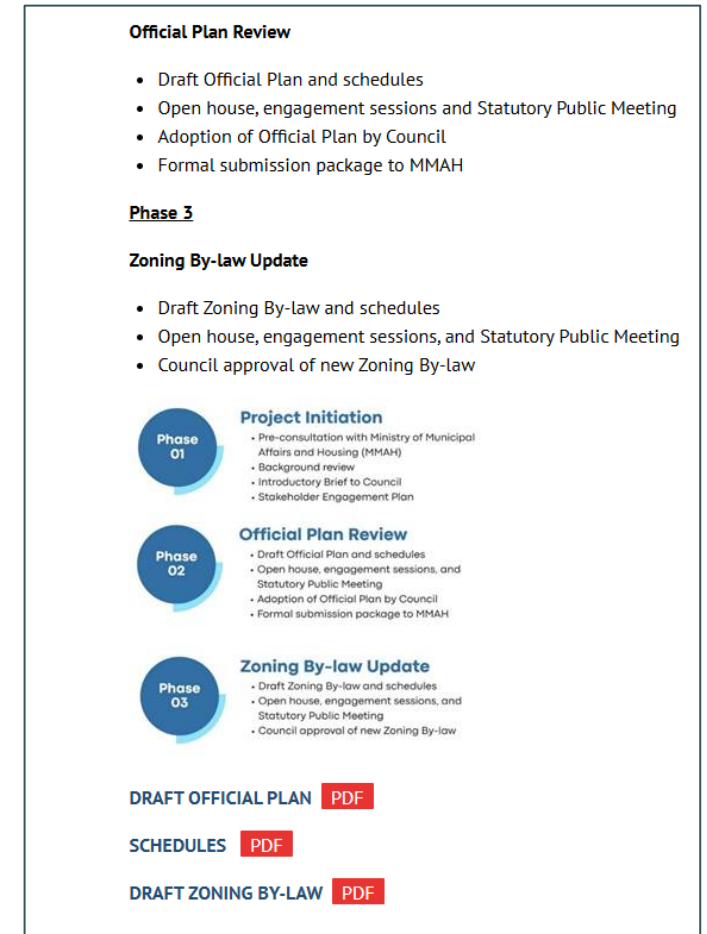 Official Plan Review
• Draft Official Plan and schedules
• Open house, engagement sessions and Statutory Public Meeting
• Adoption of Official Plan by Council
• Formal submission package to MMAH
Phase 3
Zoning By-law Update
• Draft Zoning By-law and schedules
• Open house, engagement sessions, and Statutory Public Meeting
• Council approval of new Zoning By-law
Phase
01
Project Initiation
• Pre-consultation with Ministry of Municipal
Affairs and Housing (MMAH)
• Background review
• Introductory Brief to Council
• Stakeholder Engagement Plan
Phase
02
Official Plan Review
• Draft Official Plan and schedules
• Open house, engagement sessions, and
Statutory Public Meeting
• Adoption of Official Plan by Council
• Formal submission package to MMAH
Phase
03
Zoning By-law Update
• Draft Zoning By-law and schedules
• Open house, engagement sessions, and
Statutory Public Meeting
• Council approval of new Zoning By-law
DRAFT OFFICIAL PLAN PDF
SCHEDULES PDF
DRAFT ZONING BY-LAW PDF